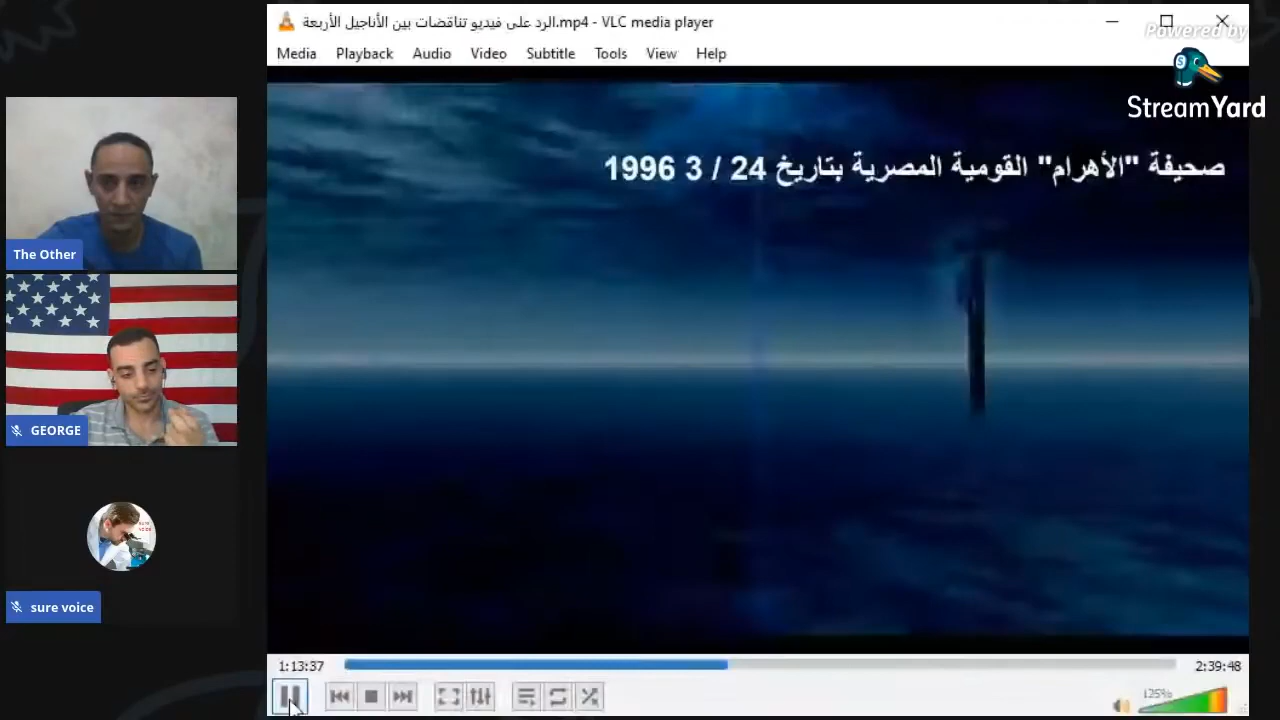 الرد على فيديو تناقضات بين الأناجيل الأربعة.mp4 - VLC media player
Powered by
StreamYard
Media Playback Audio Video Subtitle Tools View Help
صحيفة "الأهرام" القومية المصرية بتاريخ 24 / 3 1996
The Other
GEORGE
sure voice
1:13:37
2:39:48
125%